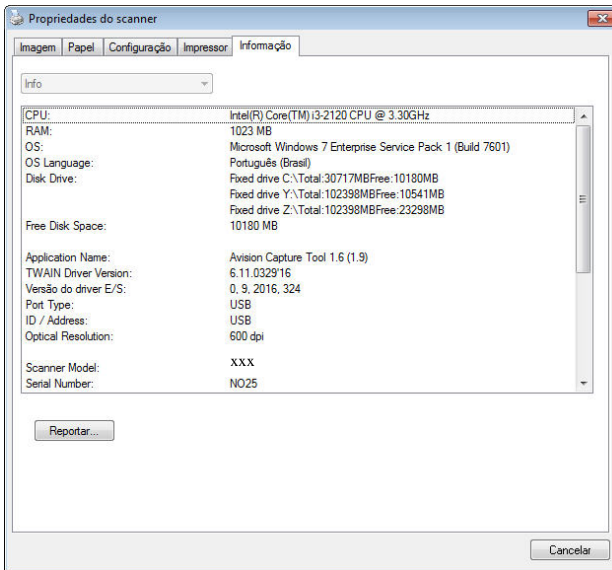 Propriedades do scanner
Imagem Papel Configuração Impressor Informação
Info
CPU: Intel(R) Core(TM) i3-2120 CPU @ 3.30GHz
RAM: 1023 MB
OS: Microsoft Windows 7 Enterprise Service Pack 1 (Build 7601)
OS Language: Português (Brasil)
Disk Drive: Fixed drive C:\Total:30717MBFree:10180MB
Fixed drive Y:\Total:102398MBFree:10541MB
Fixed drive Z:\Total:102398MBFree:23298MB
Free Disk Space: 10180 MB
Application Name: Avision Capture Tool 1.6 (1.9)
TWAIN Driver Version: 6.11.0329'16
Versão do driver E/S: 0, 9, 2016, 324
Port Type: USB
ID / Address: USB
Optical Resolution: 600 dpi
Scanner Model: xxx
Serial Number: NO25
Reportar...
Cancelar